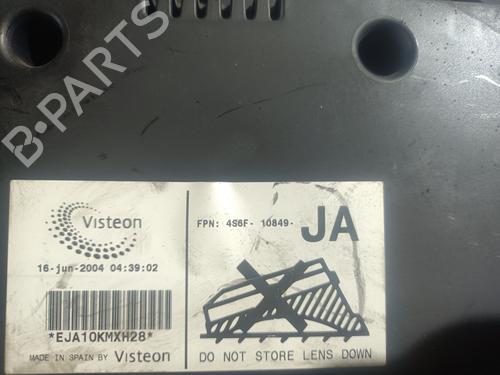 Visteon
FPN: 4S6F- 10849- JA
16-jun-2004 04:39:02
*EJA10KMXH28*
MADE IN SPAIN BY Visteon
DO NOT STORE LENS DOWN
B-PARTS